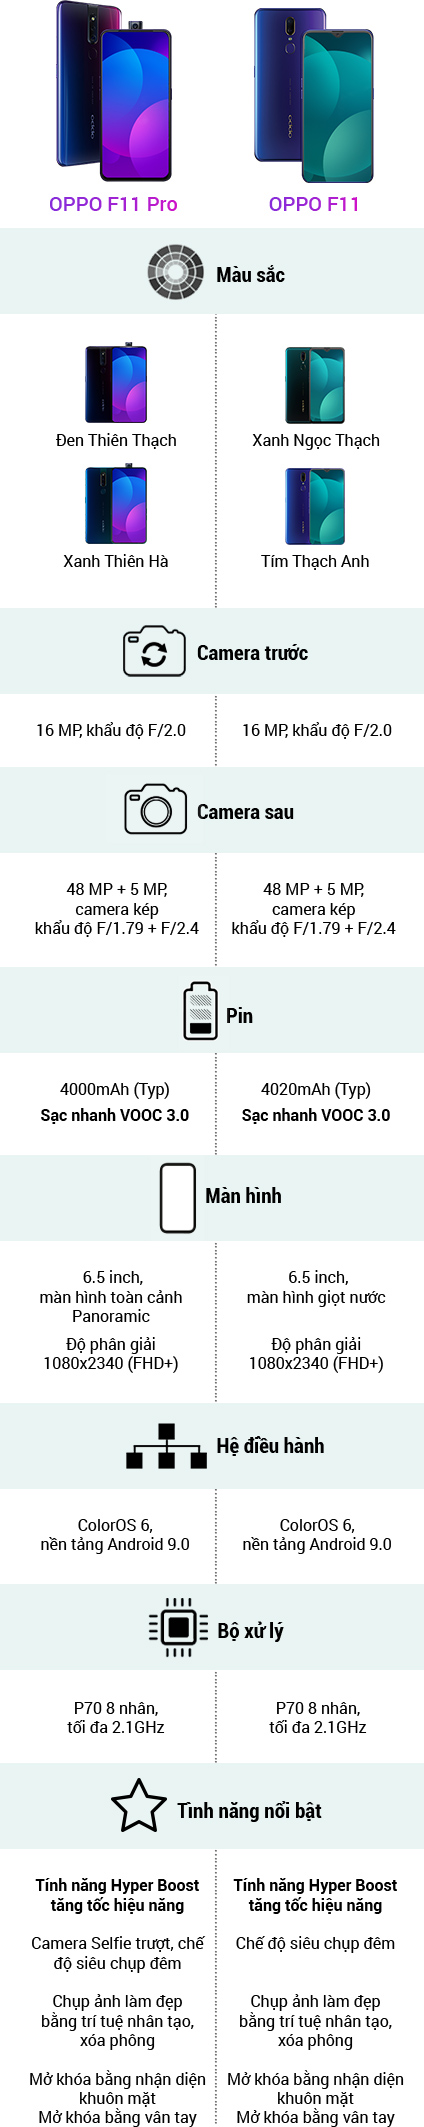 OPPO F11 Pro
OPPO F11
Màu sắc
Đen Thiên Thạch
Xanh Ngọc Thạch
Xanh Thiên Hà
Tím Thạch Anh
Camera trước
16 MP, khẩu độ F/2.0
16 MP, khẩu độ F/2.0
Camera sau
48 MP + 5 MP,
camera kép
khẩu độ F/1.79 + F/2.4
48 MP + 5 MP,
camera kép
khẩu độ F/1.79 + F/2.4
Pin
4000mAh (Typ)
Sạc nhanh VOOC 3.0
4020mAh (Typ)
Sạc nhanh VOOC 3.0
Màn hình
6.5 inch,
màn hình toàn cảnh
Panoramic
Độ phân giải
1080x2340 (FHD+)
6.5 inch,
màn hình giọt nước
Độ phân giải
1080x2340 (FHD+)
Hệ điều hành
ColorOS 6,
nền tảng Android 9.0
ColorOS 6,
nền tảng Android 9.0
Bộ xử lý
P70 8 nhân,
tối đa 2.1GHz
P70 8 nhân,
tối đa 2.1GHz
Tình năng nổi bật
Tính năng Hyper Boost
tăng tốc hiệu năng
Camera Selfie trượt, chế
độ siêu chụp đêm
Chụp ảnh làm đẹp
bằng trí tuệ nhân tạo,
xóa phông
Mở khóa bằng nhận diện
khuôn mặt
Mở khóa bằng vân tay
Tính năng Hyper Boost
tăng tốc hiệu năng
Chế độ siêu chụp đêm
Chụp ảnh làm đẹp
bằng trí tuệ nhân tạo,
xóa phông
Mở khóa bằng nhận diện
khuôn mặt
Mở khóa bằng vân tay